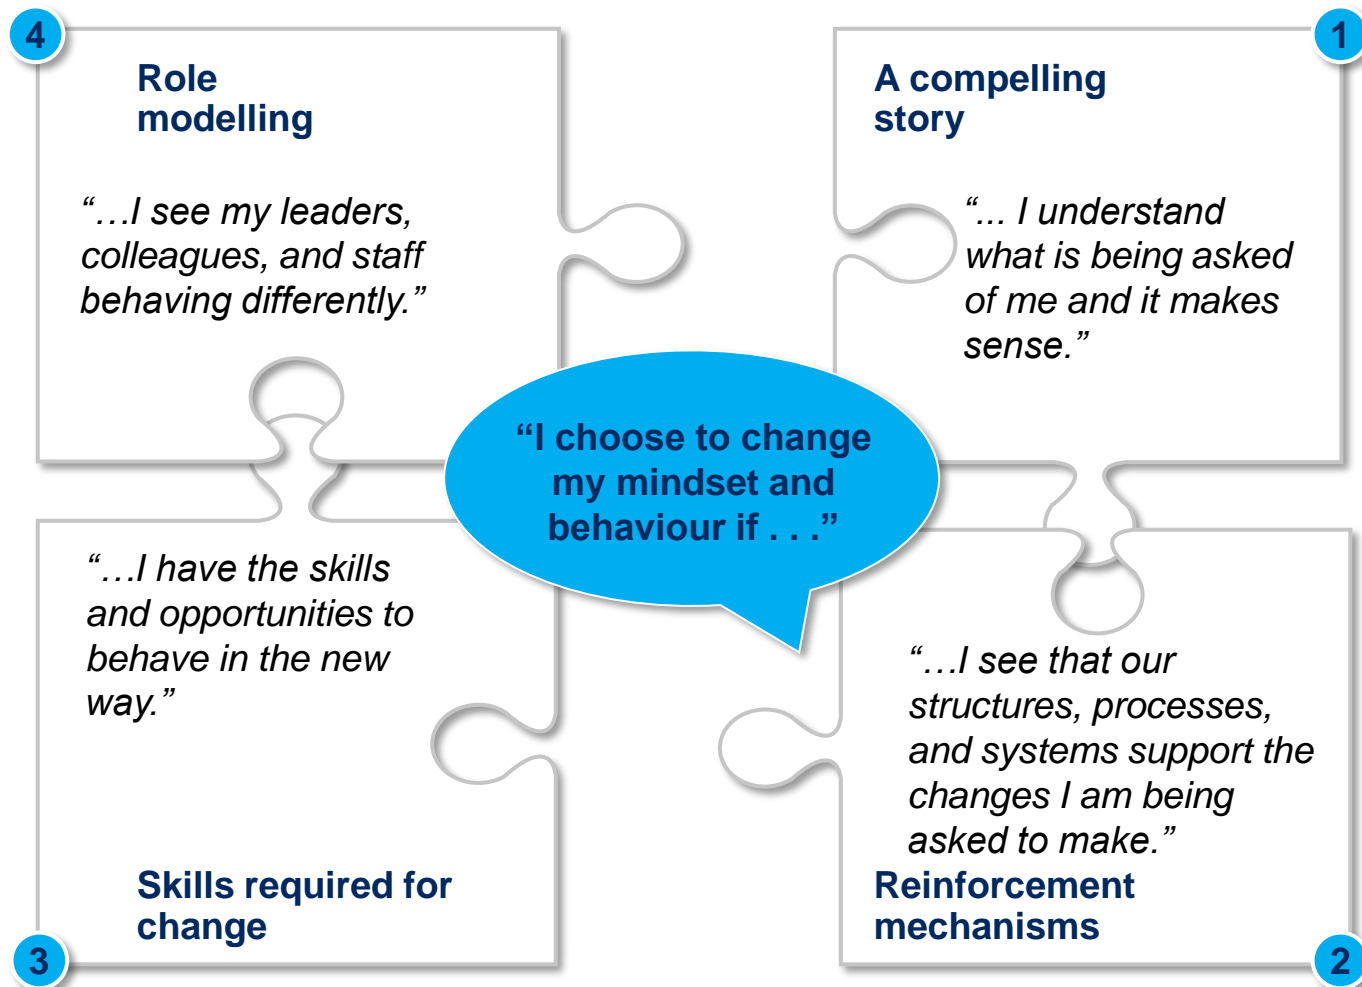 4
Role
modelling
“…I see my leaders,
colleagues, and staff
behaving differently.”
1
A compelling
story
“... I understand
what is being asked
of me and it makes
sense.”
“I choose to change
my mindset and
behaviour if . . .”
“…I have the skills
and opportunities to
behave in the new
way.”
Skills required for
change
3
“…I see that our
structures, processes,
and systems support the
changes I am being
asked to make.”
Reinforcement
mechanisms
2